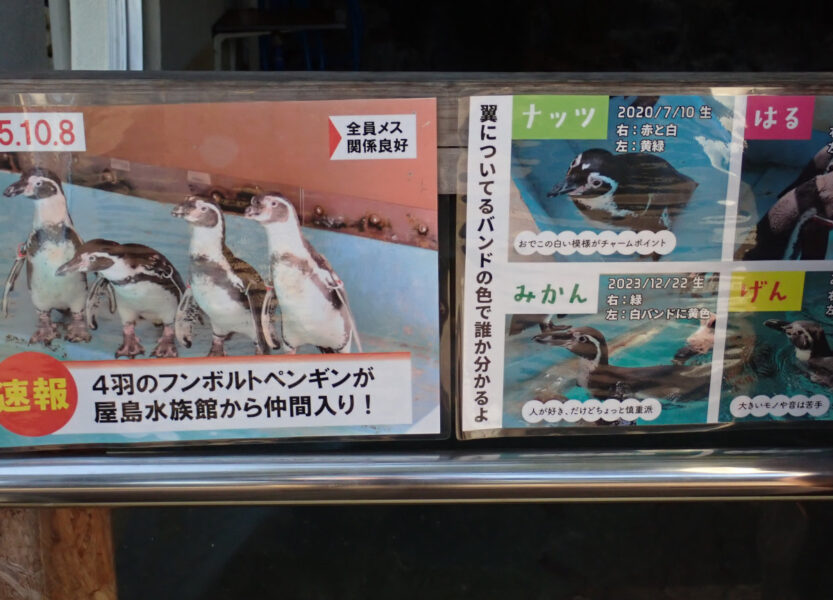 5.10.8
全員メス
関係良好
速報
4羽のフンボルトペンギンが
屋島水族館から仲間入り！
翼についてるバンドの色で誰か分かるよ
ナッツ
2020/7/10 生
右：赤と白
左：黄緑
おでこの白い模様がチャームポイント
はる
みかん
2023/12/22 生
右：緑
左：白バンドに黄色
人が好き、だけどちょっと慎重派
げん
大きいモノや音は苦手